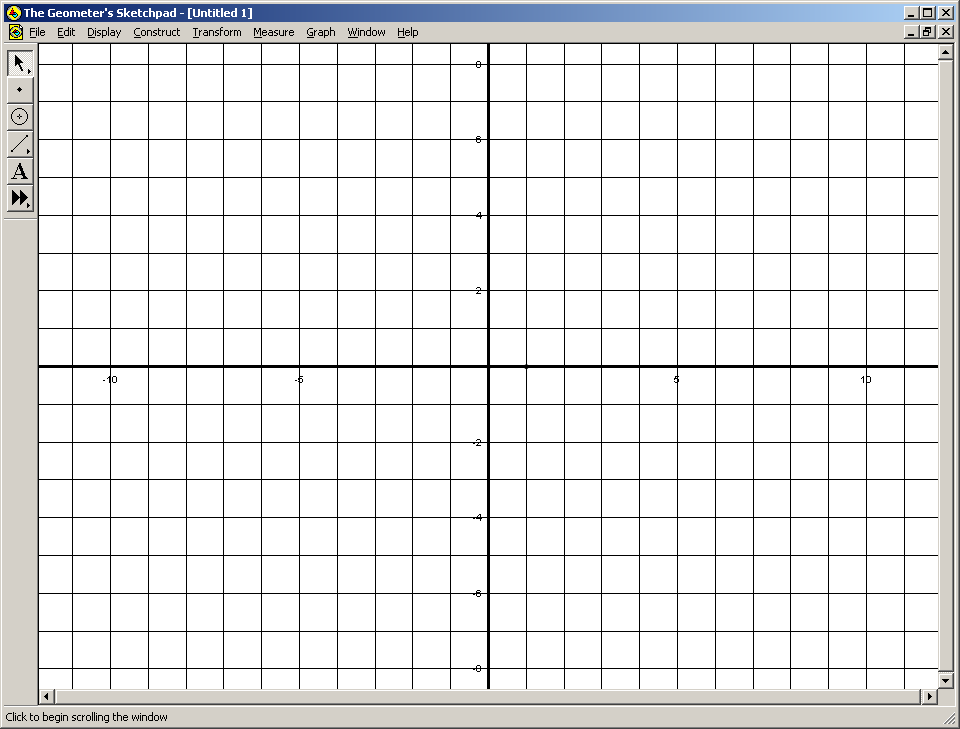 The Geometer's Sketchpad - [Untitled 1]
File Edit Display Construct Transform Measure Graph Window Help
A
8
6
4
2
-10 -5 5 10
-2
-4
-6
-8
Click to begin scrolling the window